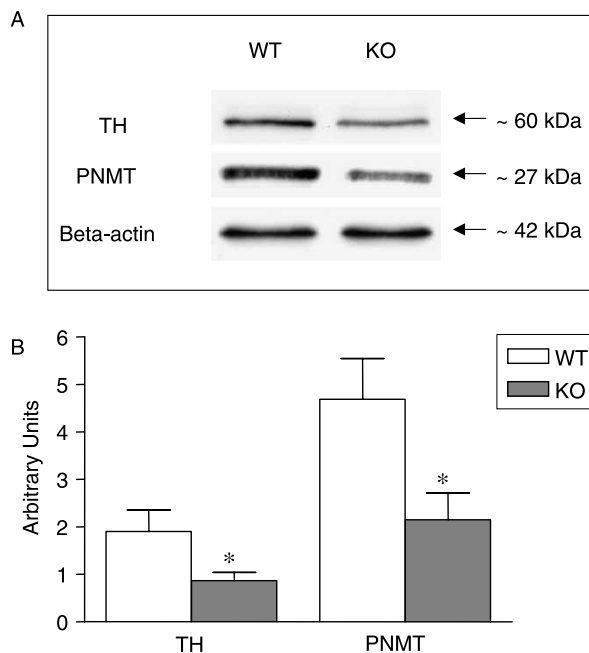 A
WT KO
TH ~ 60 kDa
PNMT ~ 27 kDa
Beta-actin ~ 42 kDa
B
Arbitrary Units
6
5
4
3
2
1
0
WT
KO
* *
TH PNMT